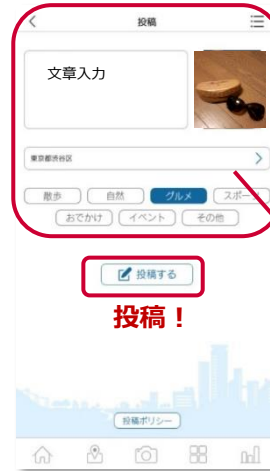 投稿
文章入力
東京都渋谷区
散歩 自然 グルメ スポーツ
おでかけ イベント その他
投稿する
投稿！
投稿ポリシー